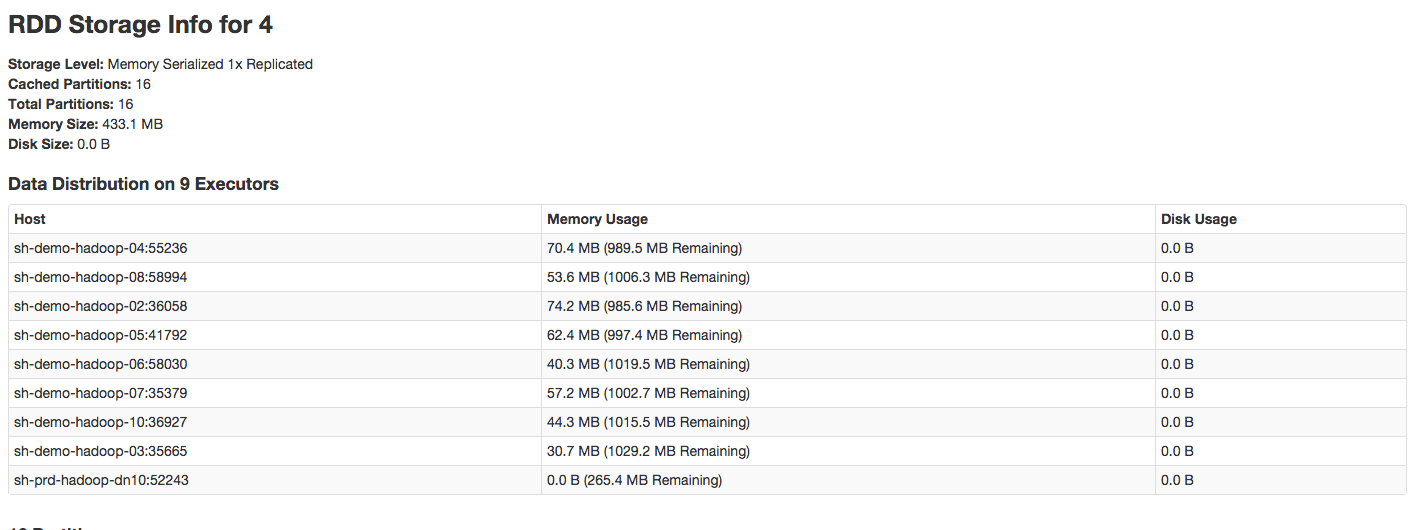 RDD Storage Info for 4
Storage Level: Memory Serialized 1x Replicated
Cached Partitions: 16
Total Partitions: 16
Memory Size: 433.1 MB
Disk Size: 0.0 B
Data Distribution on 9 Executors
Host Memory Usage Disk Usage
sh-demo-hadoop-04:55236 70.4 MB (989.5 MB Remaining) 0.0 B
sh-demo-hadoop-08:58994 53.6 MB (1006.3 MB Remaining) 0.0 B
sh-demo-hadoop-02:36058 74.2 MB (985.6 MB Remaining) 0.0 B
sh-demo-hadoop-05:41792 62.4 MB (997.4 MB Remaining) 0.0 B
sh-demo-hadoop-06:58030 40.3 MB (1019.5 MB Remaining) 0.0 B
sh-demo-hadoop-07:35379 57.2 MB (1002.7 MB Remaining) 0.0 B
sh-demo-hadoop-10:36927 44.3 MB (1015.5 MB Remaining) 0.0 B
sh-demo-hadoop-03:35665 30.7 MB (1029.2 MB Remaining) 0.0 B
sh-prd-hadoop-dn10:52243 0.0 B (265.4 MB Remaining) 0.0 B